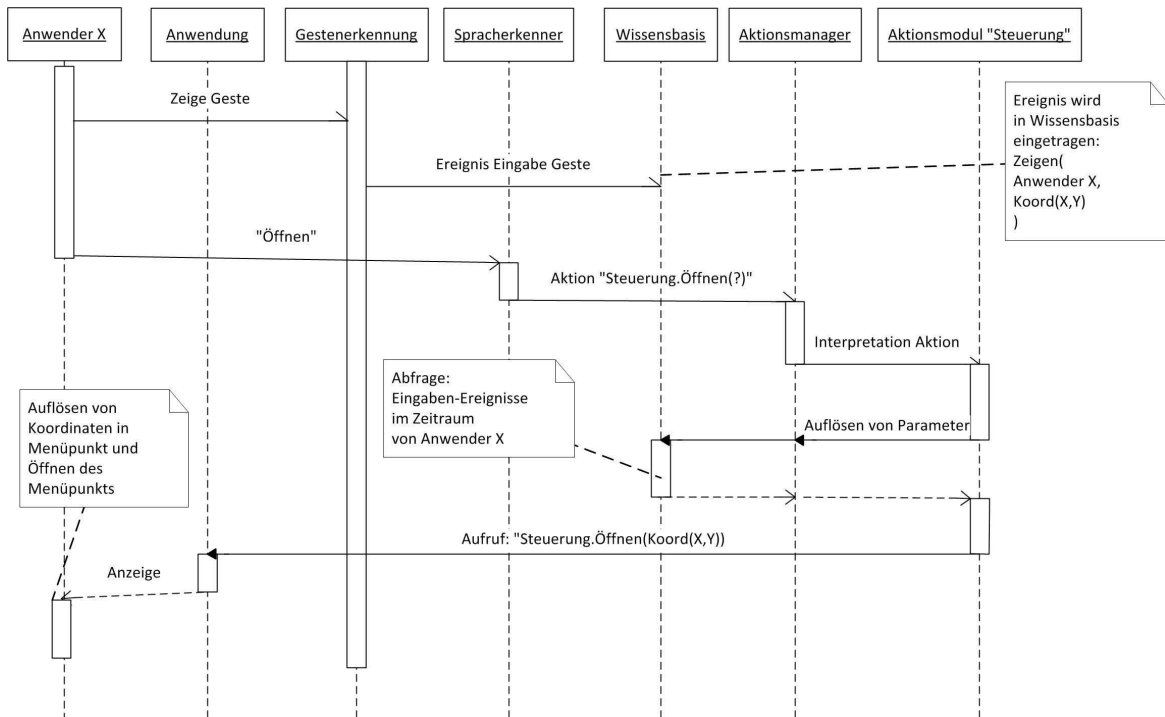 Anwender X
Anwendung
Gestenerkennung
Spracherkenner
Wissensbasis
Aktionsmanager
Aktionsmodul "Steuerung"
Zeige Geste
Ereignis wird
in Wissensbasis
eingetragen:
Zeigen(
Anwender X,
Koord(X,Y)
)
Ereignis Eingabe Geste
"Öffnen"
Aktion "Steuerung.Öffnen(?)"
Interpretation Aktion
Abfrage:
Eingaben-Ereignisse
im Zeitraum
von Anwender X
Auflösen von
Koordinaten in
Menüpunkt und
Öffnen des
Menüpunkts
Auflösen von Parameter
Aufruf: "Steuerung.Öffnen(Koord(X,Y))
Anzeige